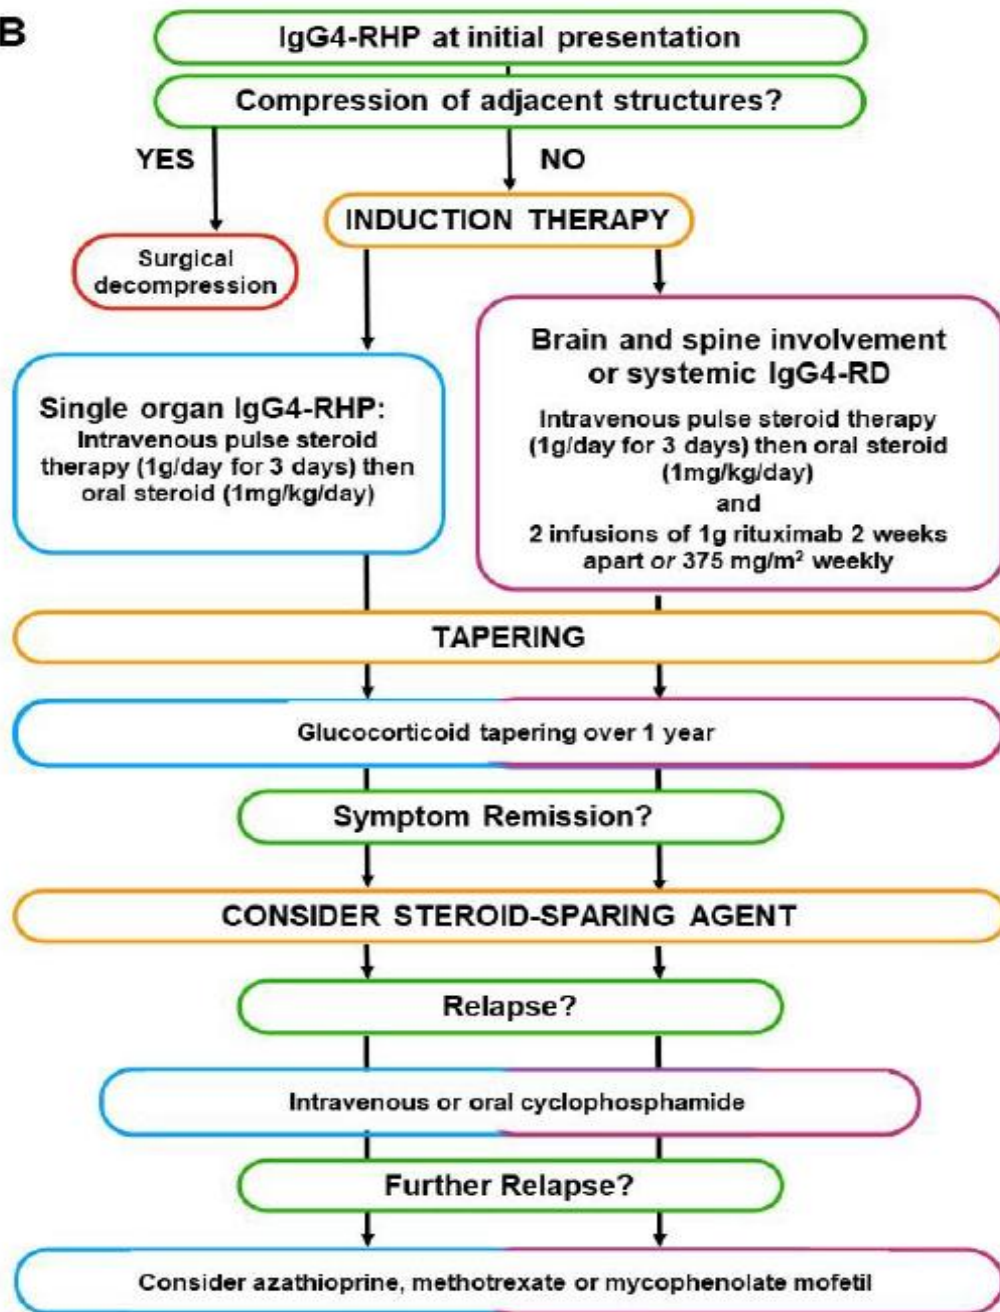 B
IgG4-RHP at initial presentation
Compression of adjacent structures?
YES
NO
INDUCTION THERAPY
Surgical
decompression
Single organ IgG4-RHP:
Intravenous pulse steroid
therapy (1g/day for 3 days) then
oral steroid (1mg/kg/day)
Brain and spine involvement
or systemic IgG4-RD
Intravenous pulse steroid therapy
(1g/day for 3 days) then oral steroid
(1mg/kg/day)
and
2 infusions of 1g rituximab 2 weeks
apart or 375 mg/m² weekly
TAPERING
Glucocorticoid tapering over 1 year
Symptom Remission?
CONSIDER STEROID-SPARING AGENT
Relapse?
Intravenous or oral cyclophosphamide
Further Relapse?
Consider azathioprine, methotrexate or mycophenolate mofetil